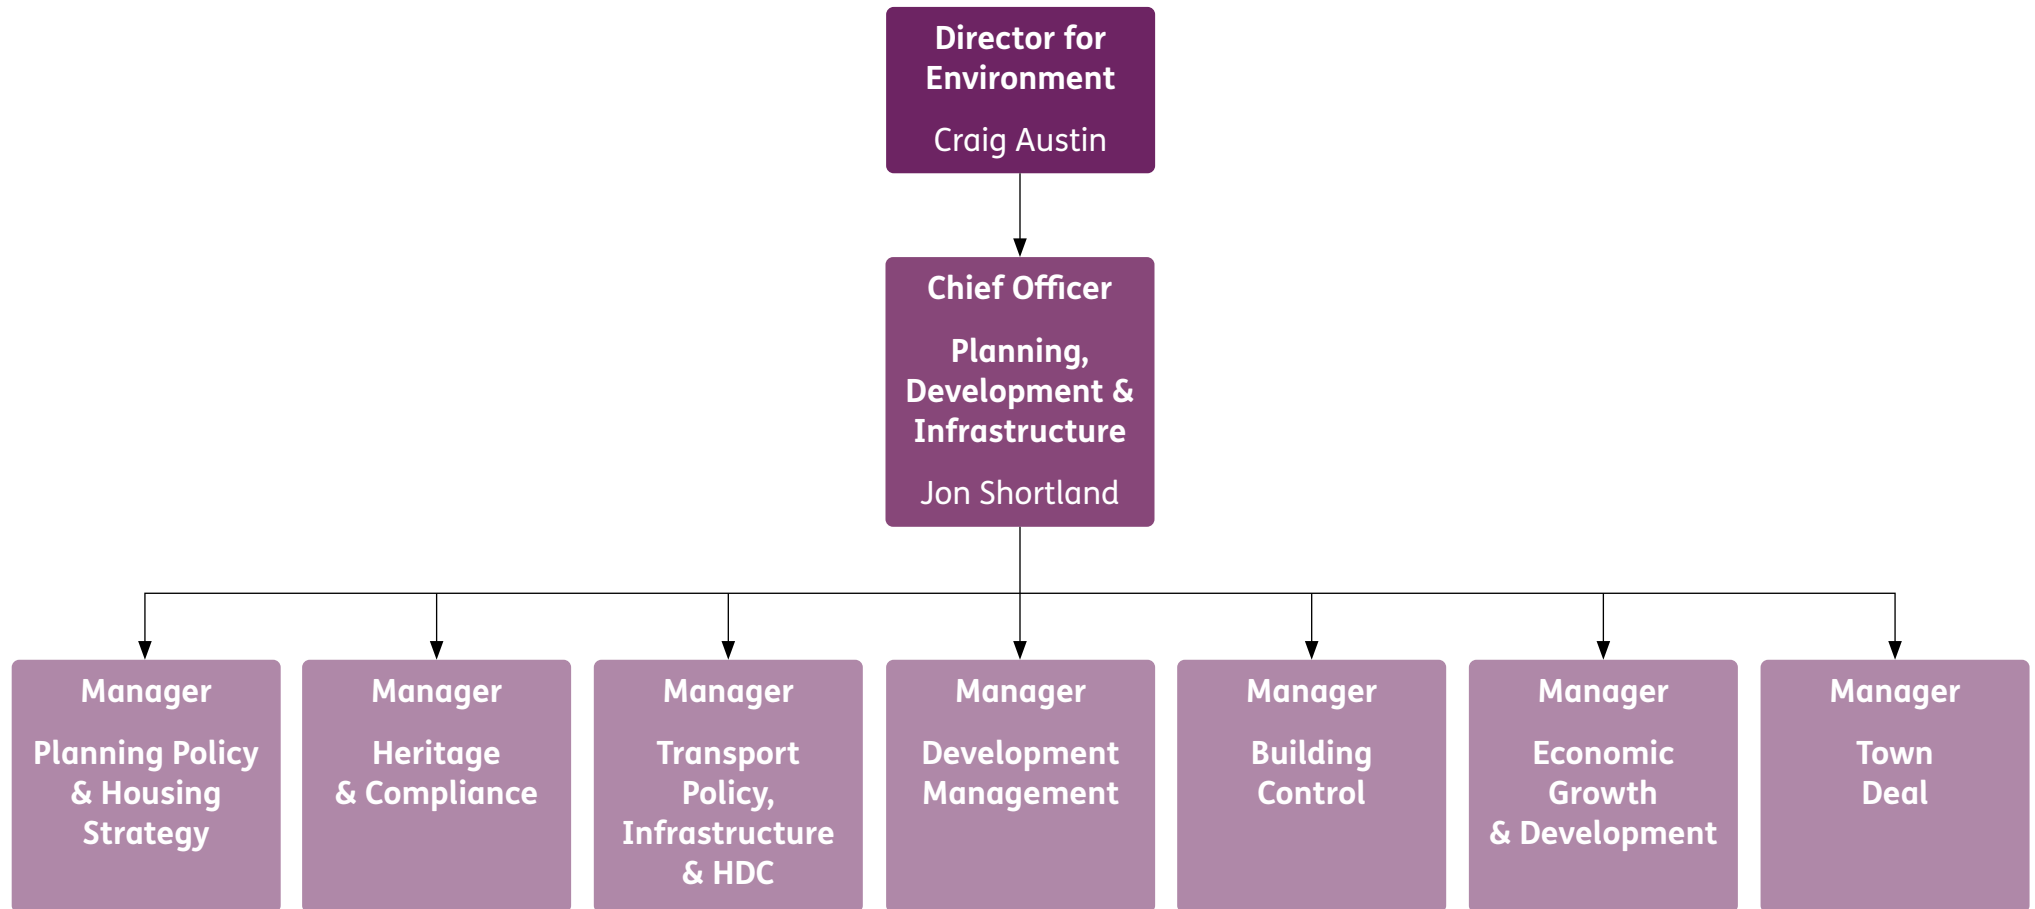 Director for
Environment
Craig Austin
Chief Officer
Planning,
Development &
Infrastructure
Jon Shortland
Manager
Planning Policy
& Housing
Strategy
Manager
Heritage
& Compliance
Manager
Transport
Policy,
Infrastructure
& HDC
Manager
Development
Management
Manager
Building
Control
Manager
Economic
Growth
& Development
Manager
Town
Deal